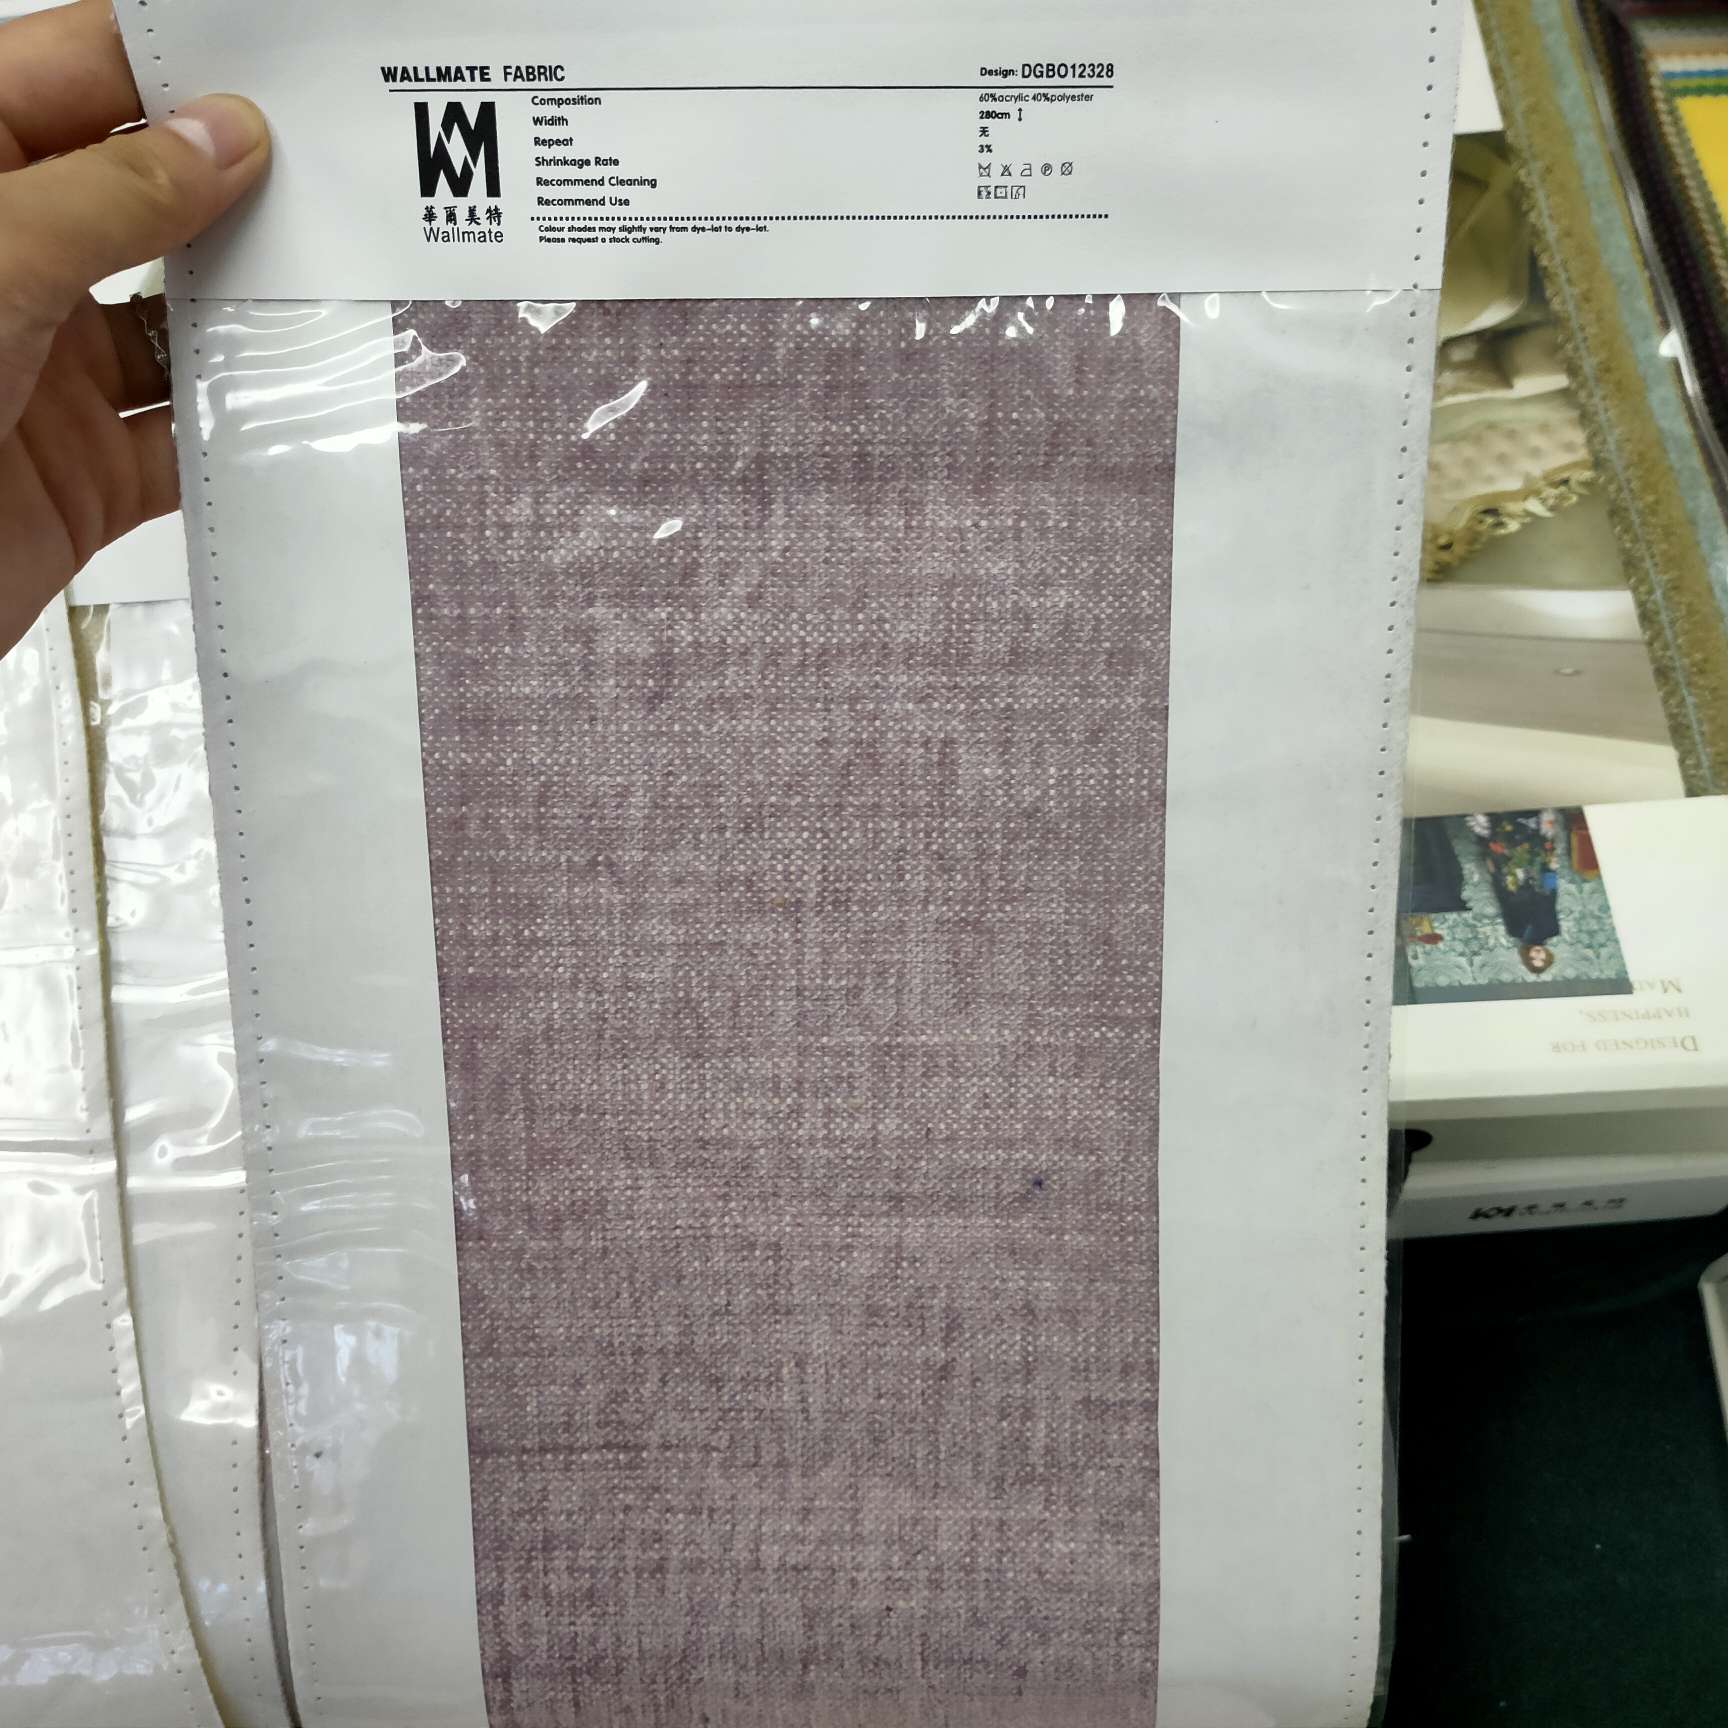 WALLMATE FABRIC
Design: DGBO12328
Composition
60%acrylic 40%polyester
Widith
280cm
Repeat
无
Shrinkage Rate
3%
Recommend Cleaning
Recommend Use
華爾美特
Wallmate
Colour shades may slightly vary from dye-lot to dye-lot.
Please request a stock cutting.
DESIGNED FOR
HAPPINESS,